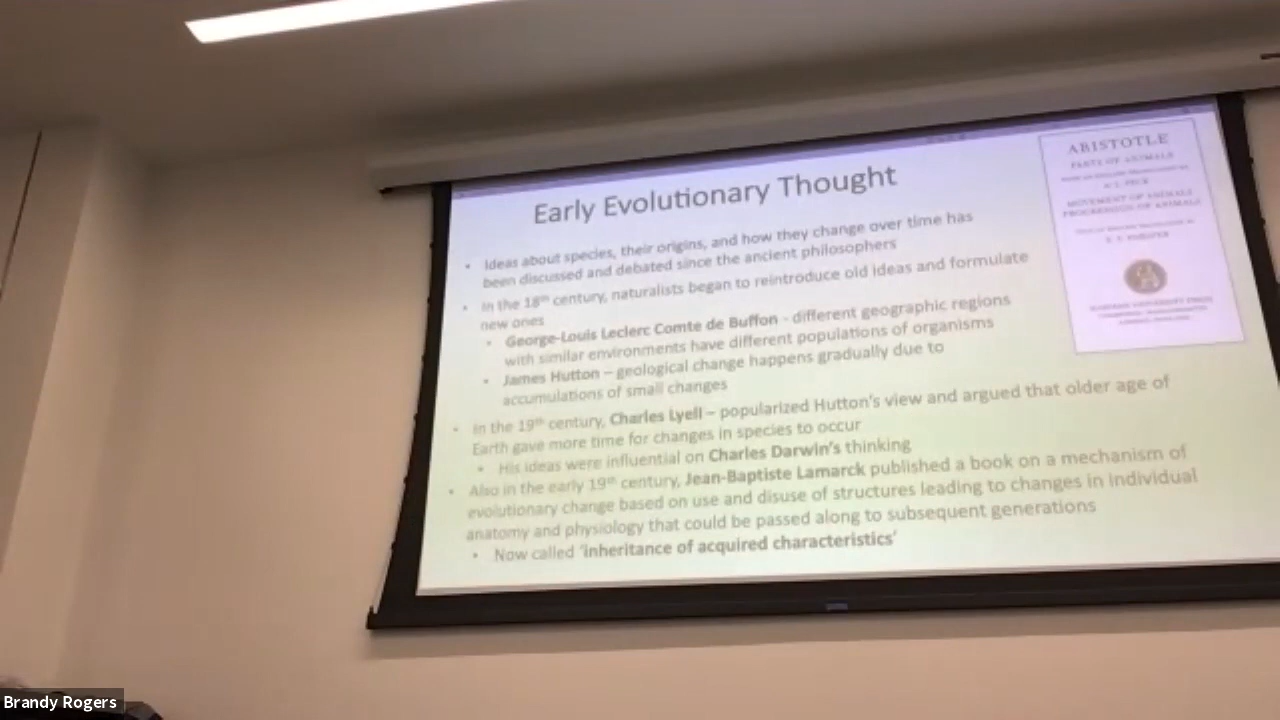 Early Evolutionary Thought
• Ideas about species, their origins, and how they change over time has
been discussed and debated since the ancient philosophers
• In the 18th century, naturalists began to reintroduce old ideas and formulate
new ones
• George-Louis Leclerc Comte de Buffon - different geographic regions
with similar environments have different populations of organisms
• James Hutton – geological change happens gradually due to
accumulations of small changes
• In the 19th century, Charles Lyell – popularized Hutton's view and argued that older age of
Earth gave more time for changes in species to occur
• His ideas were influential on Charles Darwin's thinking
• Also in the early 19th century, Jean-Baptiste Lamarck published a book on a mechanism of
evolutionary change based on use and disuse of structures leading to changes in individual
anatomy and physiology that could be passed along to subsequent generations
• Now called 'inheritance of acquired characteristics'
ARISTOTLE
PARTS OF ANIMALS
MOVEMENT OF ANIMALS
PROGRESSION OF ANIMALS
Brandy Rogers